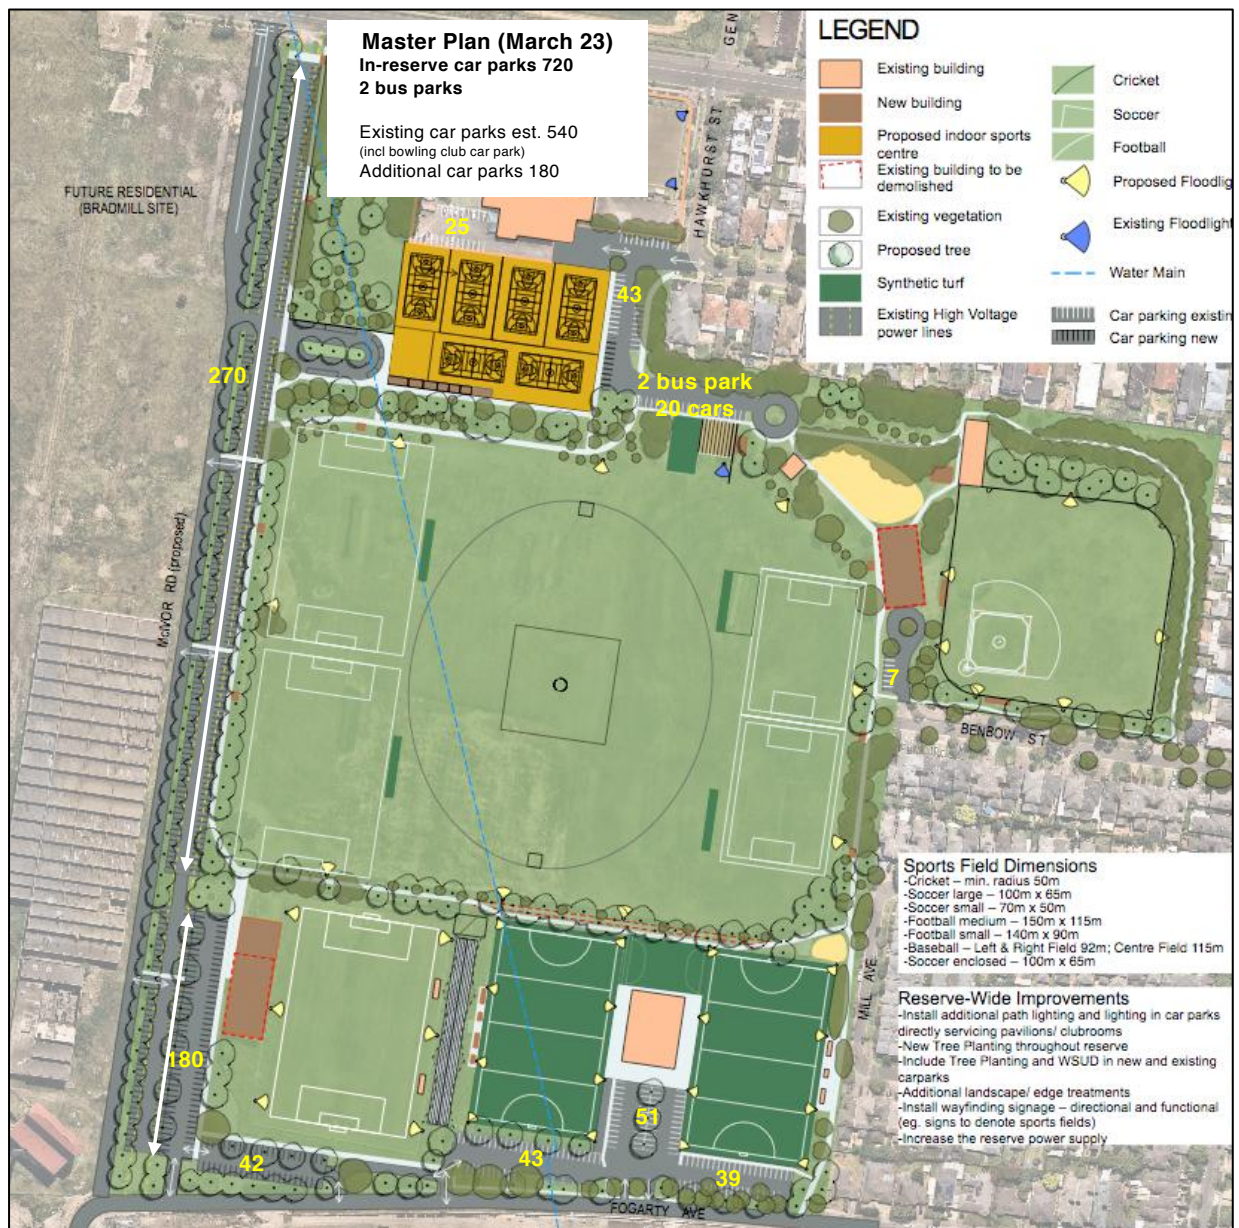 Master Plan (March 23)
In-reserve car parks 720
2 bus parks
Existing car parks est. 540
(incl bowling club car park)
Additional car parks 180
GEN
HAWKHURST ST
LEGEND
Existing building
New building
Proposed indoor sports
centre
Existing building to be
demolished
Existing vegetation
Proposed tree
Synthetic turf
Existing High Voltage
power lines
Cricket
Soccer
Football
Proposed Floodlig
Existing Floodlight
Water Main
Car parking existin
Car parking new
FUTURE RESIDENTIAL
(BRADMILL SITE)
25
43
270
2 bus park
20 cars
McIVOR RD (proposed)
7
BENBOW ST
Sports Field Dimensions
-Cricket – min. radius 50m
-Soccer large – 100m x 65m
-Soccer small – 70m x 50m
-Football medium – 150m x 115m
-Football small – 140m x 90m
-Baseball – Left & Right Field 92m; Centre Field 115m
-Soccer enclosed – 100m x 65m
MILL AVE
Reserve-Wide Improvements
-Install additional path lighting and lighting in car parks
directly servicing pavilions/ clubrooms
-New Tree Planting throughout reserve
-Include Tree Planting and WSUD in new and existing
carparks
-Additional landscape/ edge treatments
-Install wayfinding signage – directional and functional
(eg. signs to denote sports fields)
-Increase the reserve power supply
180
42
43
51
39
FOGARTY AVE